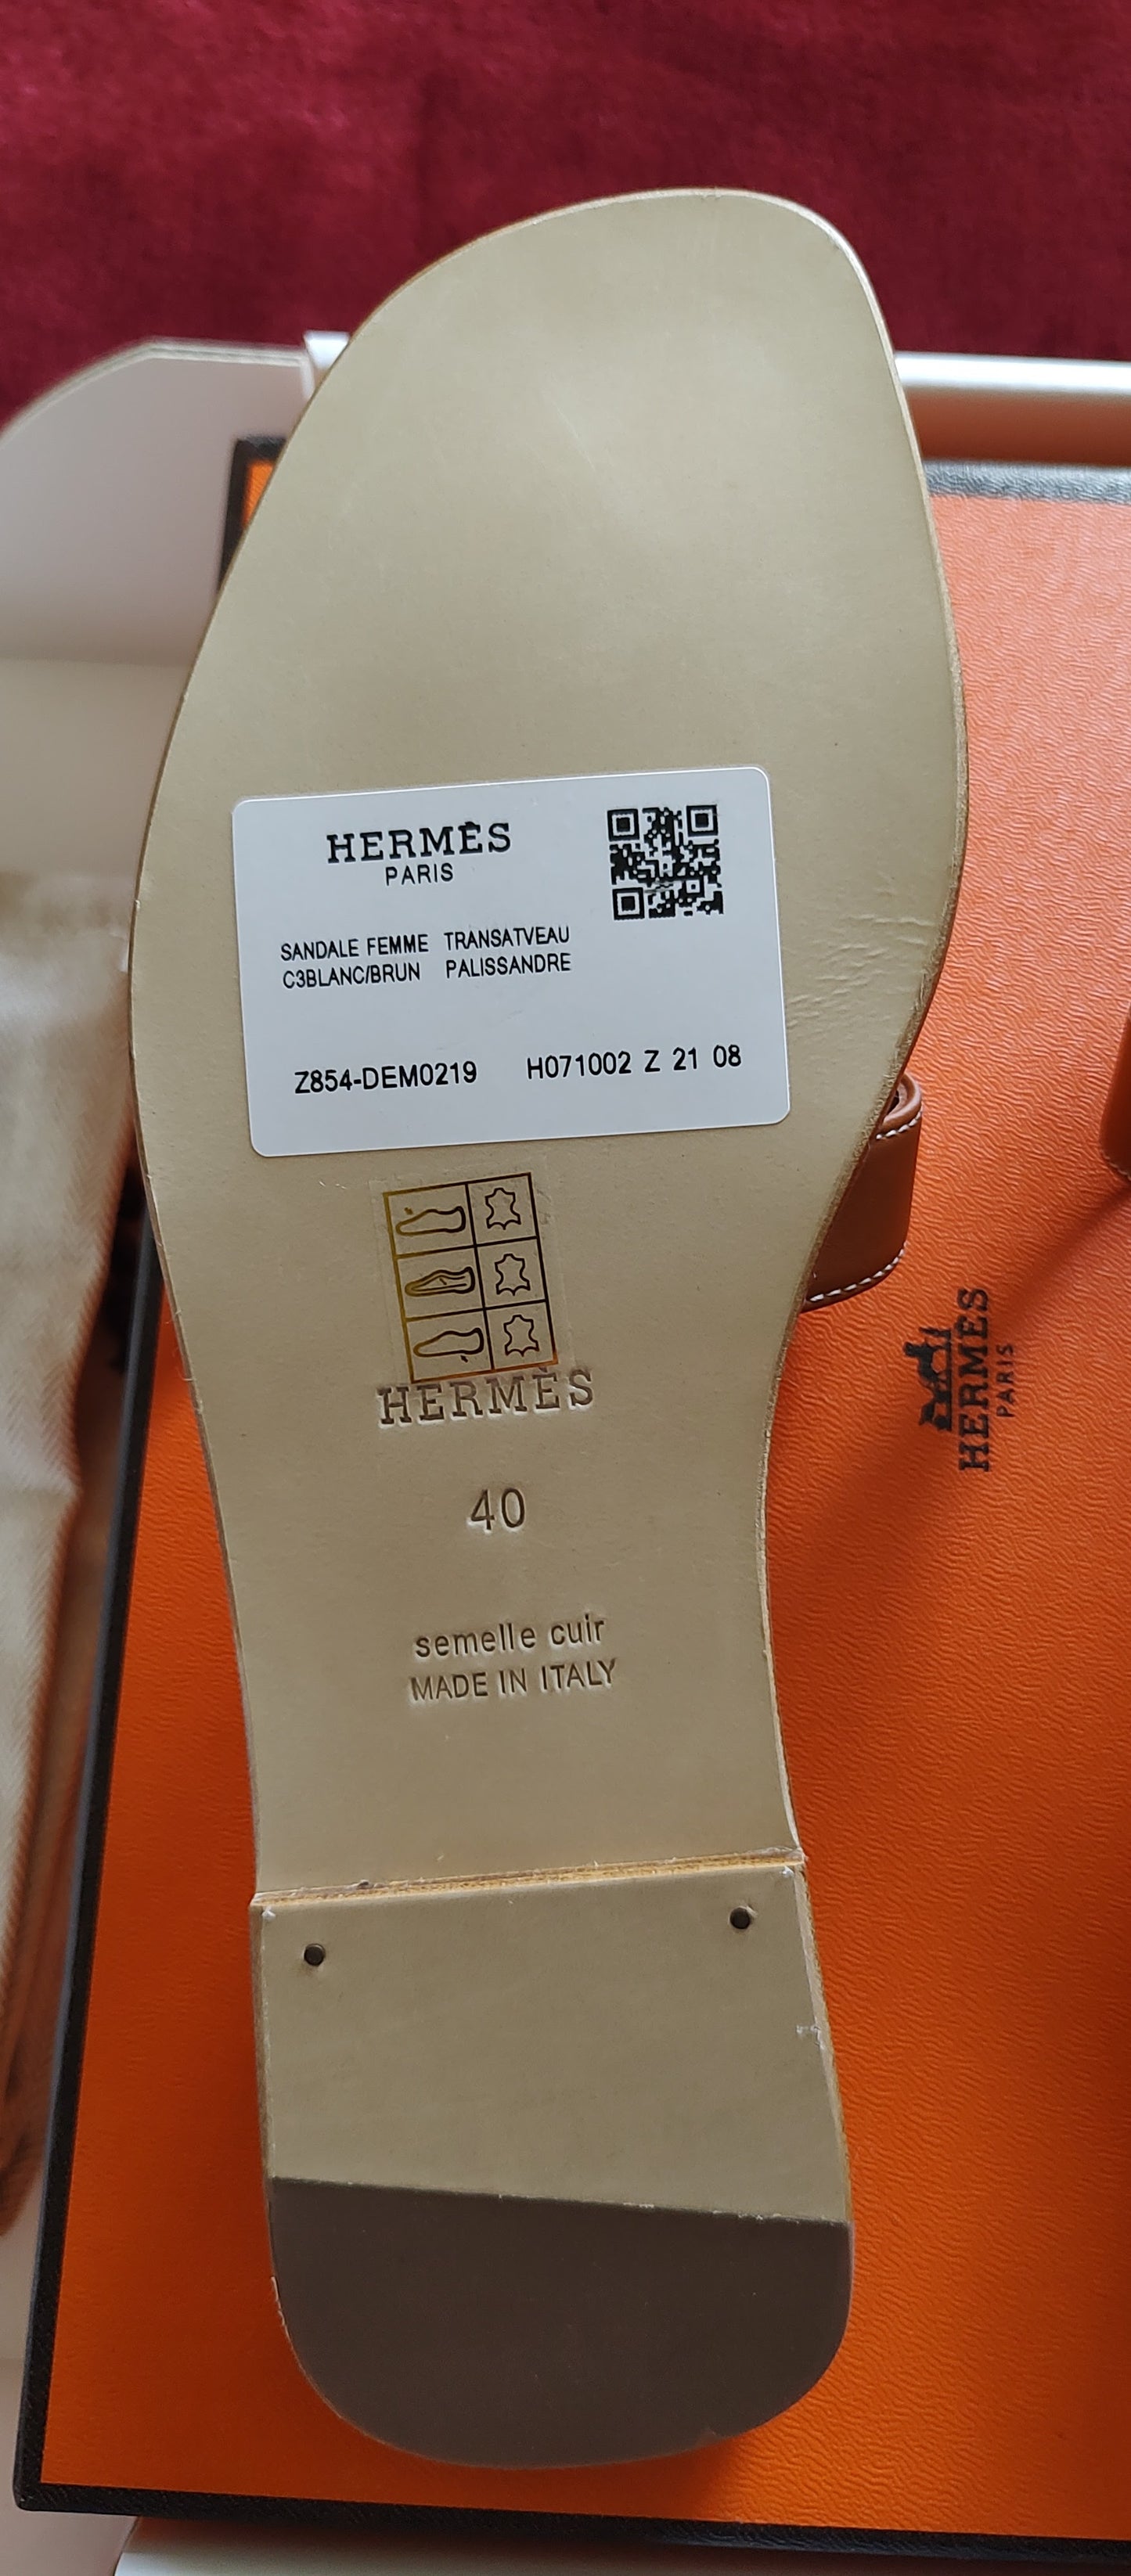 HERMÈS
PARIS
SANDALE FEMME TRANSATVEAU
C3BLANC/BRUN PALISSANDRE
Z854-DEM0219 H071002 Z 21 08
HERMÈS
40
semelle cuir
MADE IN ITALY
HERMÈS
PARIS